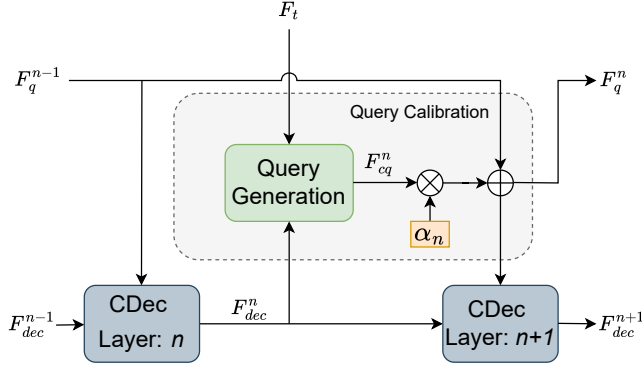 F_t
F_q^{n-1}
F_q^n
Query Calibration
Query
Generation
F_{cq}^n
α_n
F_{dec}^{n-1}
CDec
Layer: n
F_{dec}^n
CDec
Layer: n+1
F_{dec}^{n+1}